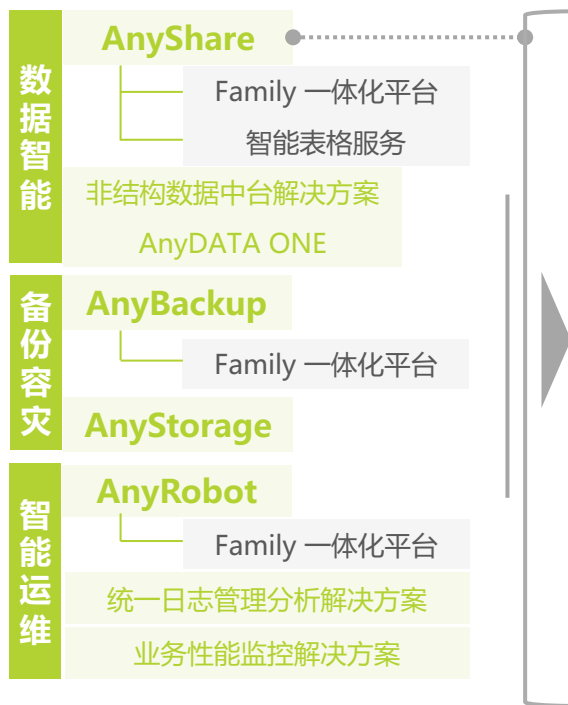 数据智能
AnyShare
Family 一体化平台
智能表格服务
非结构数据中台解决方案
AnyDATA ONE
备份容灾
AnyBackup
Family 一体化平台
AnyStorage
智能运维
AnyRobot
Family 一体化平台
统一日志管理分析解决方案
业务性能监控解决方案